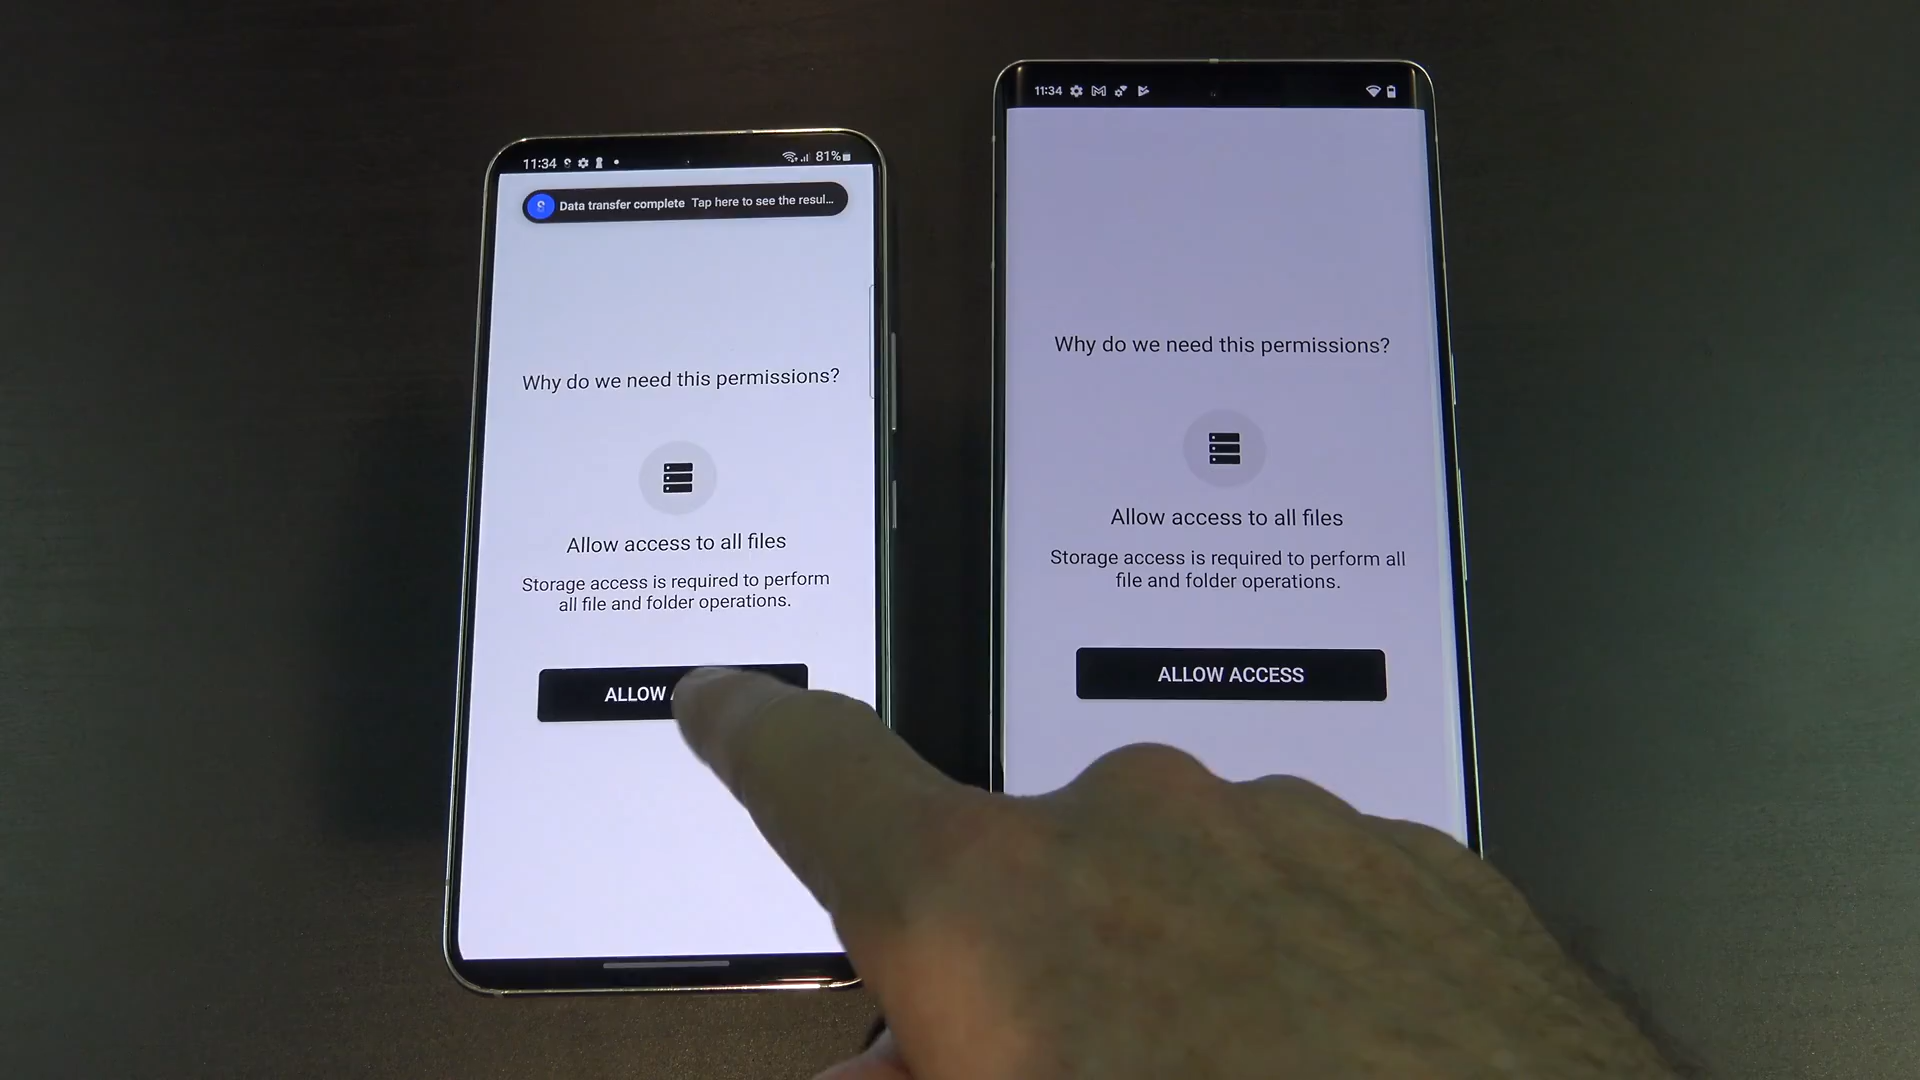 11:34
81%
Data transfer complete Tap here to see the resul...
Why do we need this permissions?
Allow access to all files
Storage access is required to perform
all file and folder operations.
ALLOW
11:34
Why do we need this permissions?
Allow access to all files
Storage access is required to perform all
file and folder operations.
ALLOW ACCESS